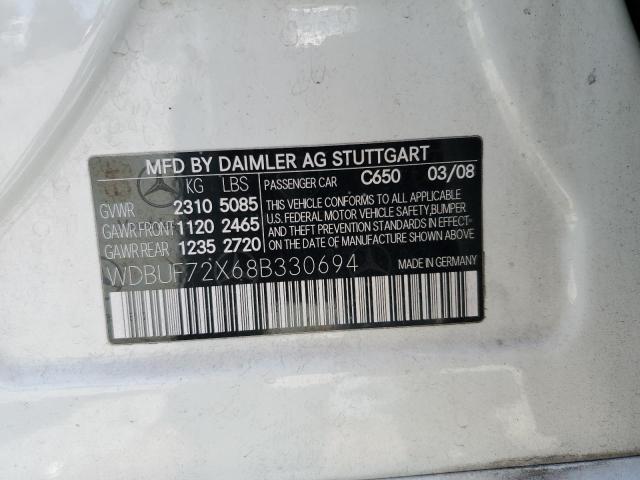 MFD BY DAIMLER AG STUTTGART
KG LBS PASSENGER CAR C650 03/08
GVWR 2310 5085
GAWR FRONT 1120 2465
GAWR REAR 1235 2720
THIS VEHICLE CONFORMS TO ALL APPLICABLE
U.S. FEDERAL MOTOR VEHICLE SAFETY, BUMPER
AND THEFT PREVENTION STANDARDS IN EFFECT
ON THE DATE OF MANUFACTURE SHOWN ABOVE.
WDBUF72X68B330694 MADE IN GERMANY